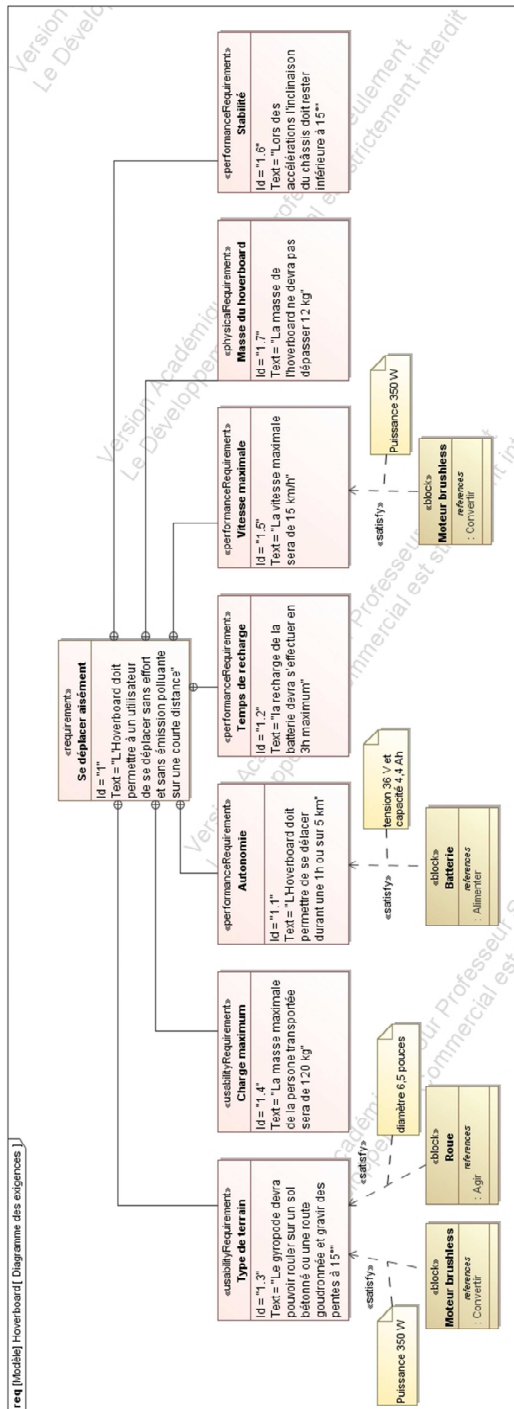 req [Modèle] Hoverboard [ Diagramme des exigences ]
«requirement»
Se déplacer aisément
Id = "1"
Text = "L'Hoverboard doit
permettre à un utilisateur
de se déplacer sans effort
et sans émission polluante
sur une courte distance"
«usabilityRequirement»
Type de terrain
Id = "1.3"
Text = "Le gyropode devra
pouvoir rouler sur un sol
bétonné ou une route
goudronnée et gravir des
pentes à 15°"
«usabilityRequirement»
Charge maximum
Id = "1.4"
Text = "La masse maximale
de la persone transportée
sera de 120 kg"
«performanceRequirement»
Autonomie
Id = "1.1"
Text = "L'Hoverboard doit
permettre de se délacer
durant une 1h ou sur 5 km"
«performanceRequirement»
Temps de recharge
Id = "1.2"
Text = "la recharge de la
batterie devra s'effectuer en
3h maximum"
«performanceRequirement»
Vitesse maximale
Id = "1.5"
Text = "La vitesse maximale
sera de 15 km/h"
«physicalRequirement»
Masse du hoverboard
Id = "1.7"
Text = "La masse de
l'hoverboard ne devra pas
dépasser 12 kg"
«performanceRequirement»
Stabilité
Id = "1.6"
Text = "Lors des
accélérations l'inclinaison
du châssis doit rester
inférieure à 15°"
Puissance 350 W
«satisfy»
«satisfy»
diamètre 6,5 pouces
«satisfy»
tension 36 V et
capacité 4,4 Ah
«satisfy»
Puissance 350 W
«block»
Moteur brushless
references
: Convertir
«block»
Roue
references
: Agir
«block»
Batterie
references
: Alimenter
«block»
Moteur brushless
references
: Convertir